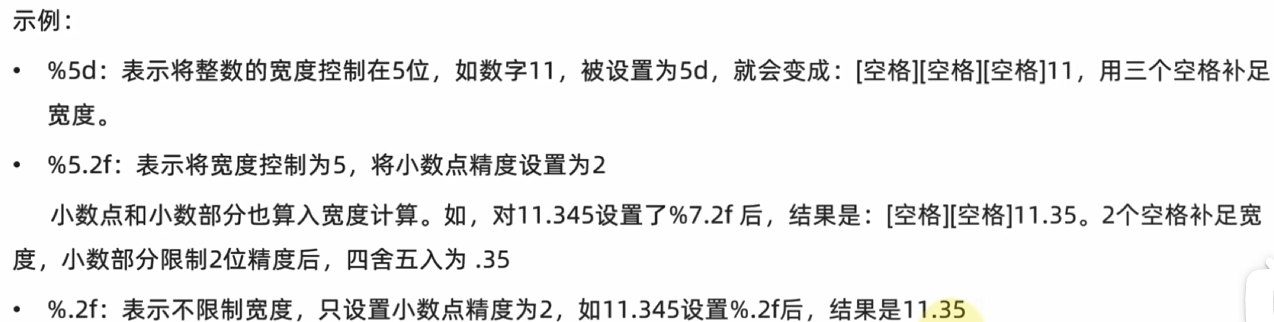 示例：
• %5d：表示将整数的宽度控制在5位，如数字11，被设置为5d，就会变成：[空格][空格][空格]11，用三个空格补足
宽度。
• %5.2f：表示将宽度控制为5，将小数点精度设置为2
小数点和小数部分也算入宽度计算。如，对11.345设置了%7.2f 后，结果是：[空格][空格]11.35。2个空格补足宽
度，小数部分限制2位精度后，四舍五入为 .35
• %.2f：表示不限制宽度，只设置小数点精度为2，如11.345设置%.2f后，结果是11.35